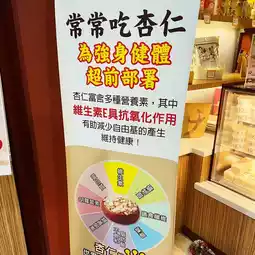 常常吃杏仁
為強身健體
超前部署
杏仁富含多種營養素，其中
維生素E具抗氧化作用
有助減少自由基的產生
維持健康！
杏仁